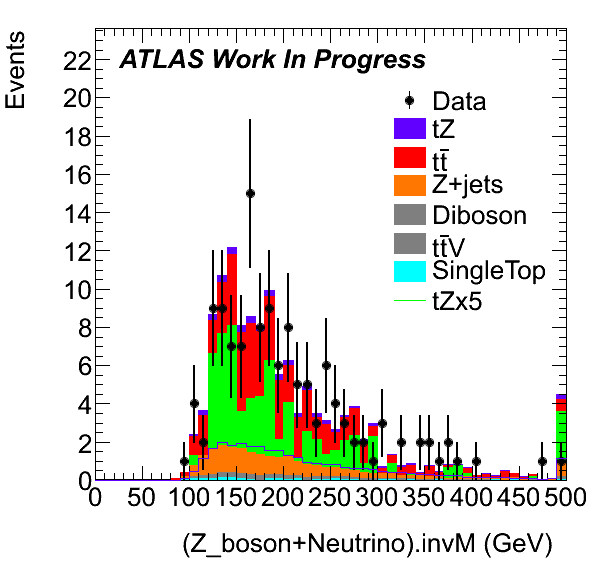 Events
ATLAS Work In Progress
22
20
18
16
14
12
10
8
6
4
2
0
Data
tZ
tt̄
Z+jets
Diboson
tt̄V
SingleTop
tZx5
0 50 100 150 200 250 300 350 400 450 500
(Z_boson+Neutrino).invM (GeV)